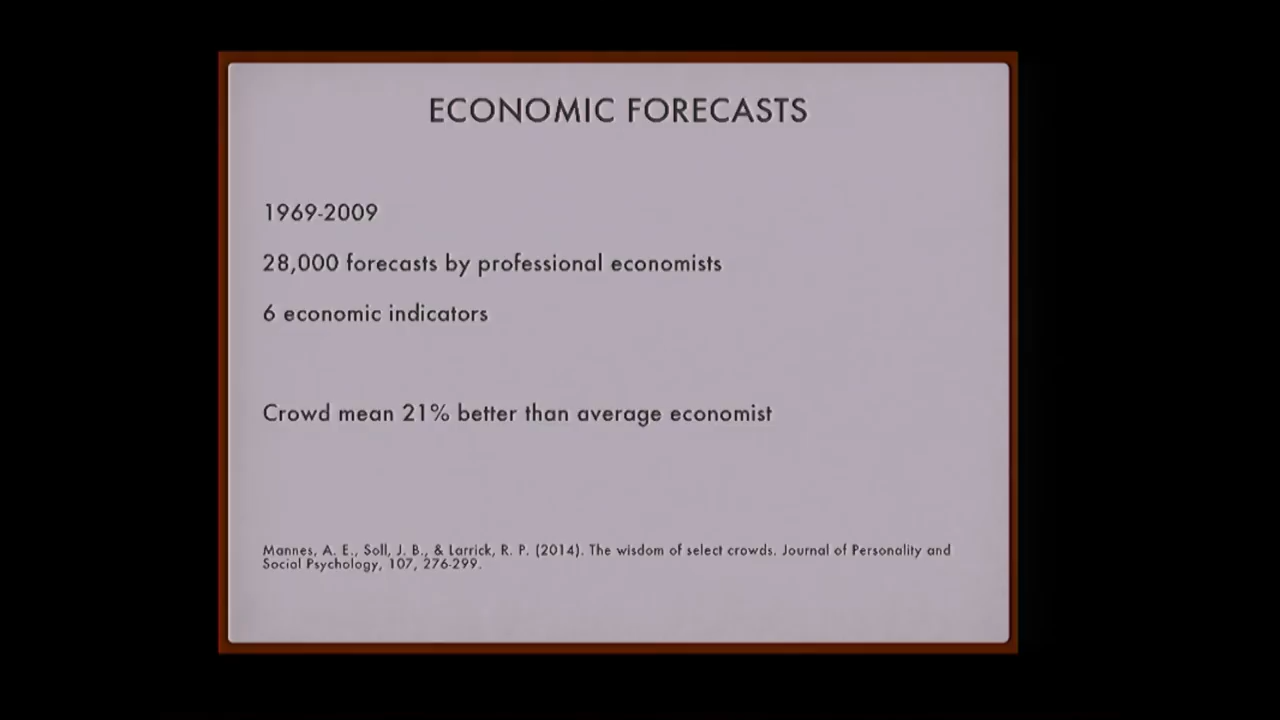 ECONOMIC FORECASTS
1969-2009
28,000 forecasts by professional economists
6 economic indicators
Crowd mean 21% better than average economist
Mannes, A. E., Soll, J. B., & Larrick, R. P. (2014). The wisdom of select crowds. Journal of Personality and
Social Psychology, 107, 276-299.